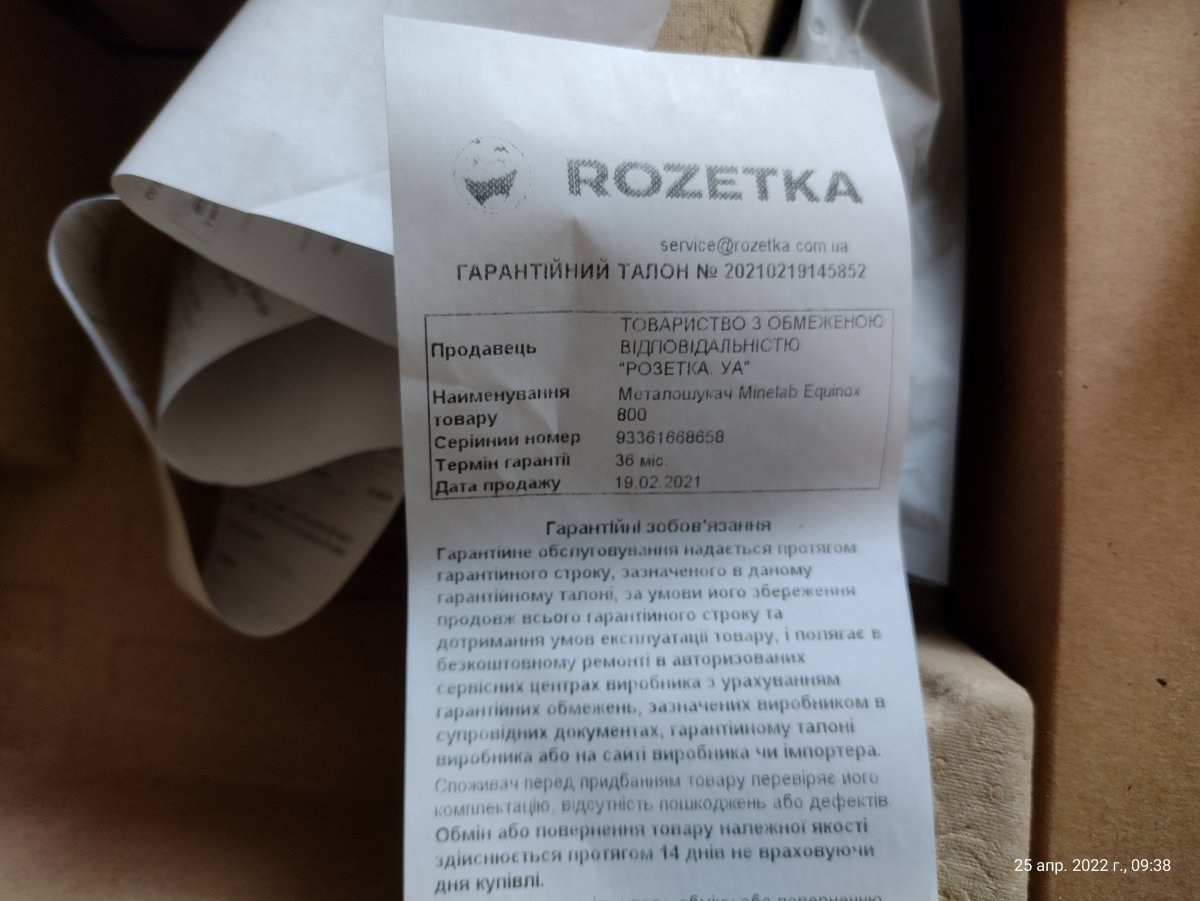 ROZETKA
service@rozetka.com.ua
ГАРАНТІЙНИЙ ТАЛОН № 20210219145852
Продавець
ТОВАРИСТВО З ОБМЕЖЕНОЮ
ВІДПОВІДАЛЬНІСТЮ
"РОЗЕТКА. УА"
Найменування
товару
Металошукач Minelab Equinox
800
Серійний номер 93361668658
Термін гарантії 36 міс.
Дата продажу 19.02.2021
Гарантійні зобов'язання
Гарантійне обслуговування надається протягом
гарантійного строку, зазначеного в даному
гарантійному талоні, за умови його збереження
продовж всього гарантійного строку та
дотримання умов експлуатації товару, і полягає в
безкоштовному ремонті в авторизованих
сервісних центрах виробника з урахуванням
гарантійних обмежень, зазначених виробником в
супровідних документах, гарантійному талоні
виробника або на сайті виробника чи імпортера.
Споживач перед придбанням товару перевіряє його
комплектацію, відсутність пошкоджень або дефектів.
Обмін або повернення товару належної якості
здійснюється протягом 14 днів не враховуючи
дня купівлі.
25 апр. 2022 г., 09:38